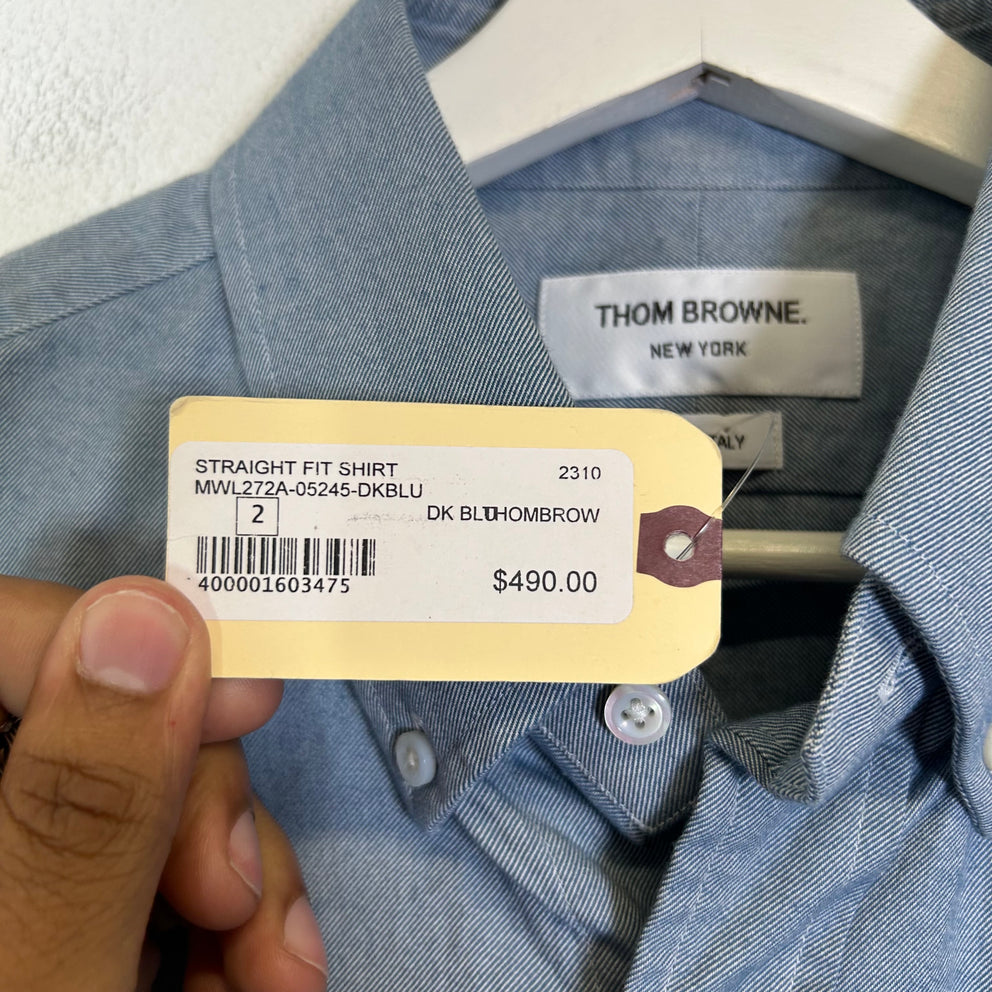 THOM BROWNE.
NEW YORK
STRAIGHT FIT SHIRT 2310
MWL272A-05245-DKBLU
2
DK BLUTHOMBROW
400001603475
$490.00